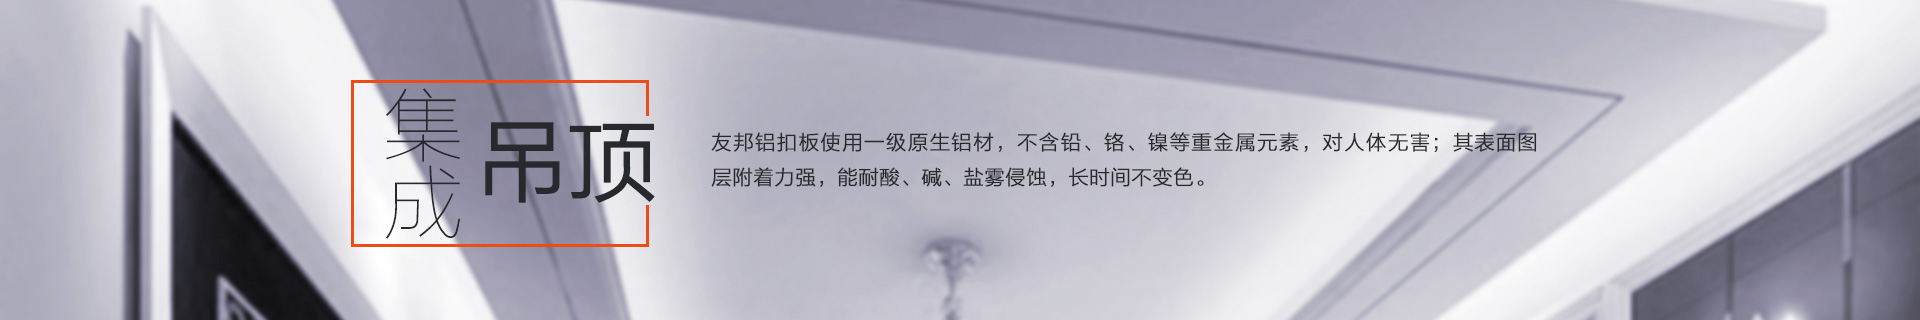 集成吊顶
友邦铝扣板使用一级原生铝材，不含铅、铬、镍等重金属元素，对人体无害；其表面图
层附着力强，能耐酸、碱、盐雾侵蚀，长时间不变色。